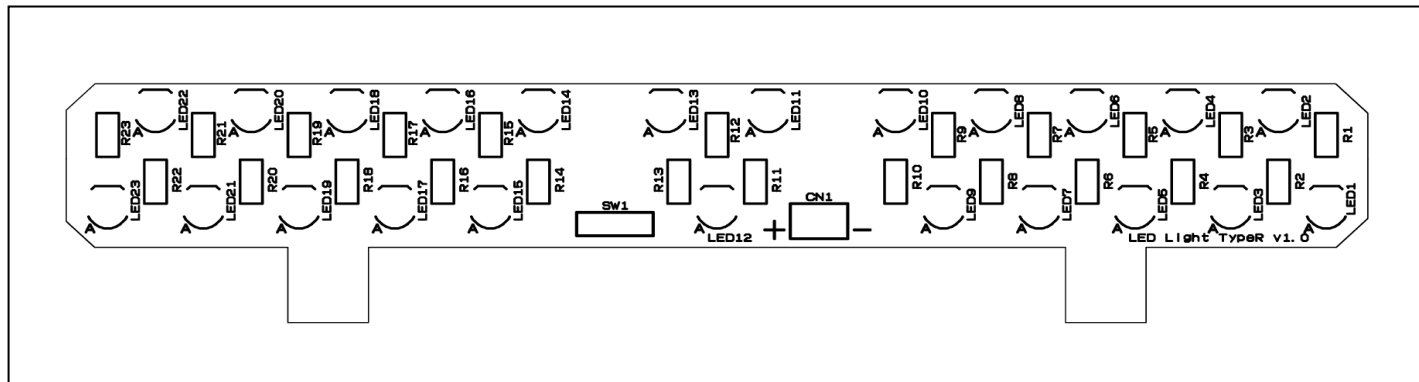 A LED22
A LED20
A LED18
A LED16
A LED14
A LED13
A LED11
A LED10
A LED8
A LED6
A LED4
A LED2
R23
R21
R19
R17
R15
R12
R9
R7
R5
R3
R1
R22
R20
R18
R16
R14
R13
R11
R10
R8
R6
R4
R2
A LED23
A LED21
A LED19
A LED17
A LED15
SW1
A LED12
CN1
+ −
A LED9
A LED7
A LED5
A LED3
A LED1
LED Light TypeR v1.0